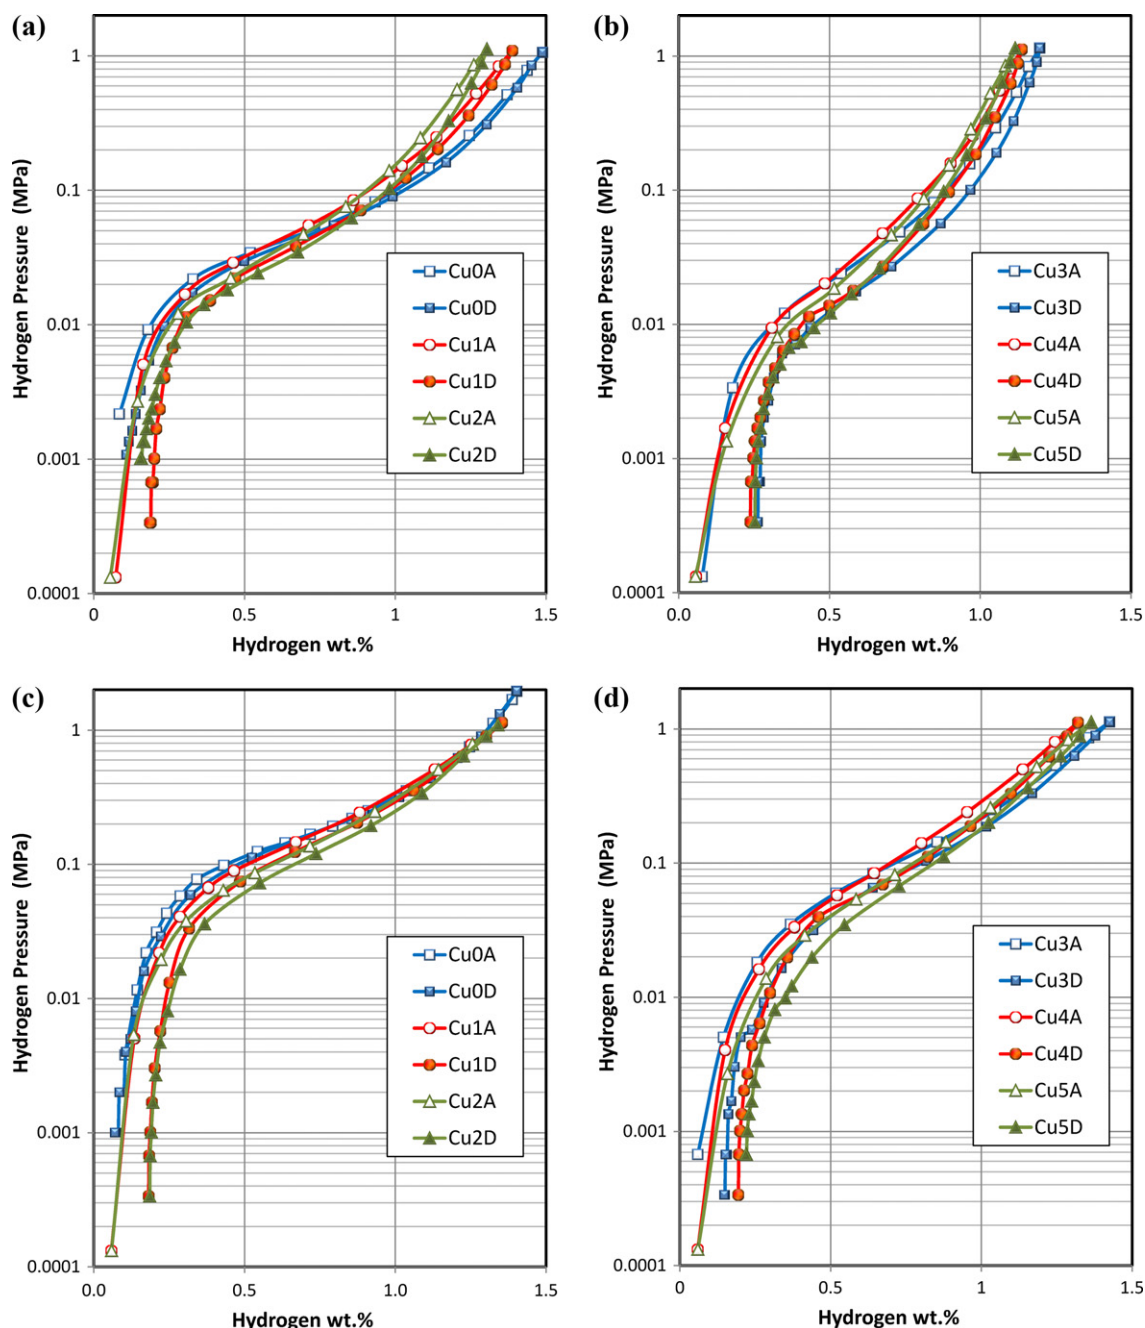 (a)
Hydrogen Pressure (MPa)
1
0.1
0.01
0.001
0.0001
0
0.5
1
1.5
Hydrogen wt.%
Cu0A
Cu0D
Cu1A
Cu1D
Cu2A
Cu2D
(b)
Hydrogen Pressure (MPa)
1
0.1
0.01
0.001
0.0001
0.0
0.5
1.0
1.5
Hydrogen wt.%
Cu3A
Cu3D
Cu4A
Cu4D
Cu5A
Cu5D
(c)
Hydrogen Pressure (MPa)
1
0.1
0.01
0.001
0.0001
0.0
0.5
1.0
1.5
Hydrogen wt.%
Cu0A
Cu0D
Cu1A
Cu1D
Cu2A
Cu2D
(d)
Hydrogen Pressure (MPa)
1
0.1
0.01
0.001
0.0001
0
0.5
1
1.5
Hydrogen wt.%
Cu3A
Cu3D
Cu4A
Cu4D
Cu5A
Cu5D